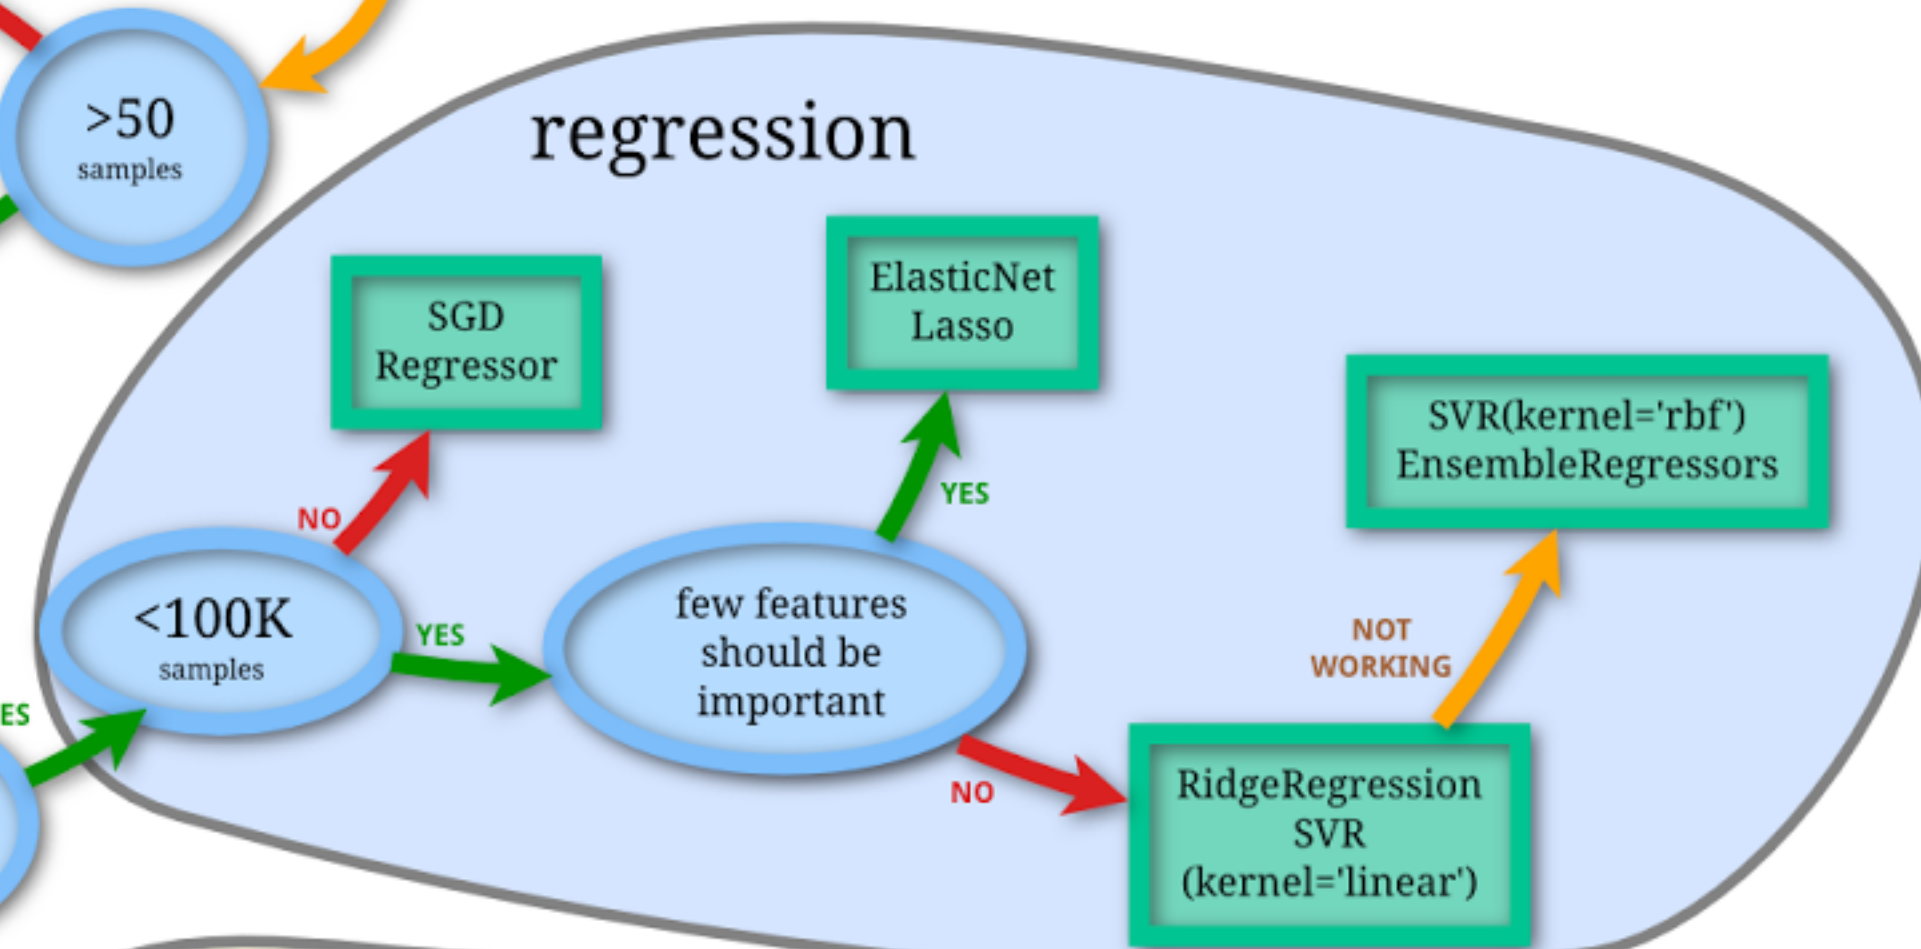 >50
samples
regression
SGD
Regressor
ElasticNet
Lasso
SVR(kernel='rbf')
EnsembleRegressors
NO
YES
<100K
samples
YES
few features
should be
important
NOT
WORKING
ES
NO
RidgeRegression
SVR
(kernel='linear')